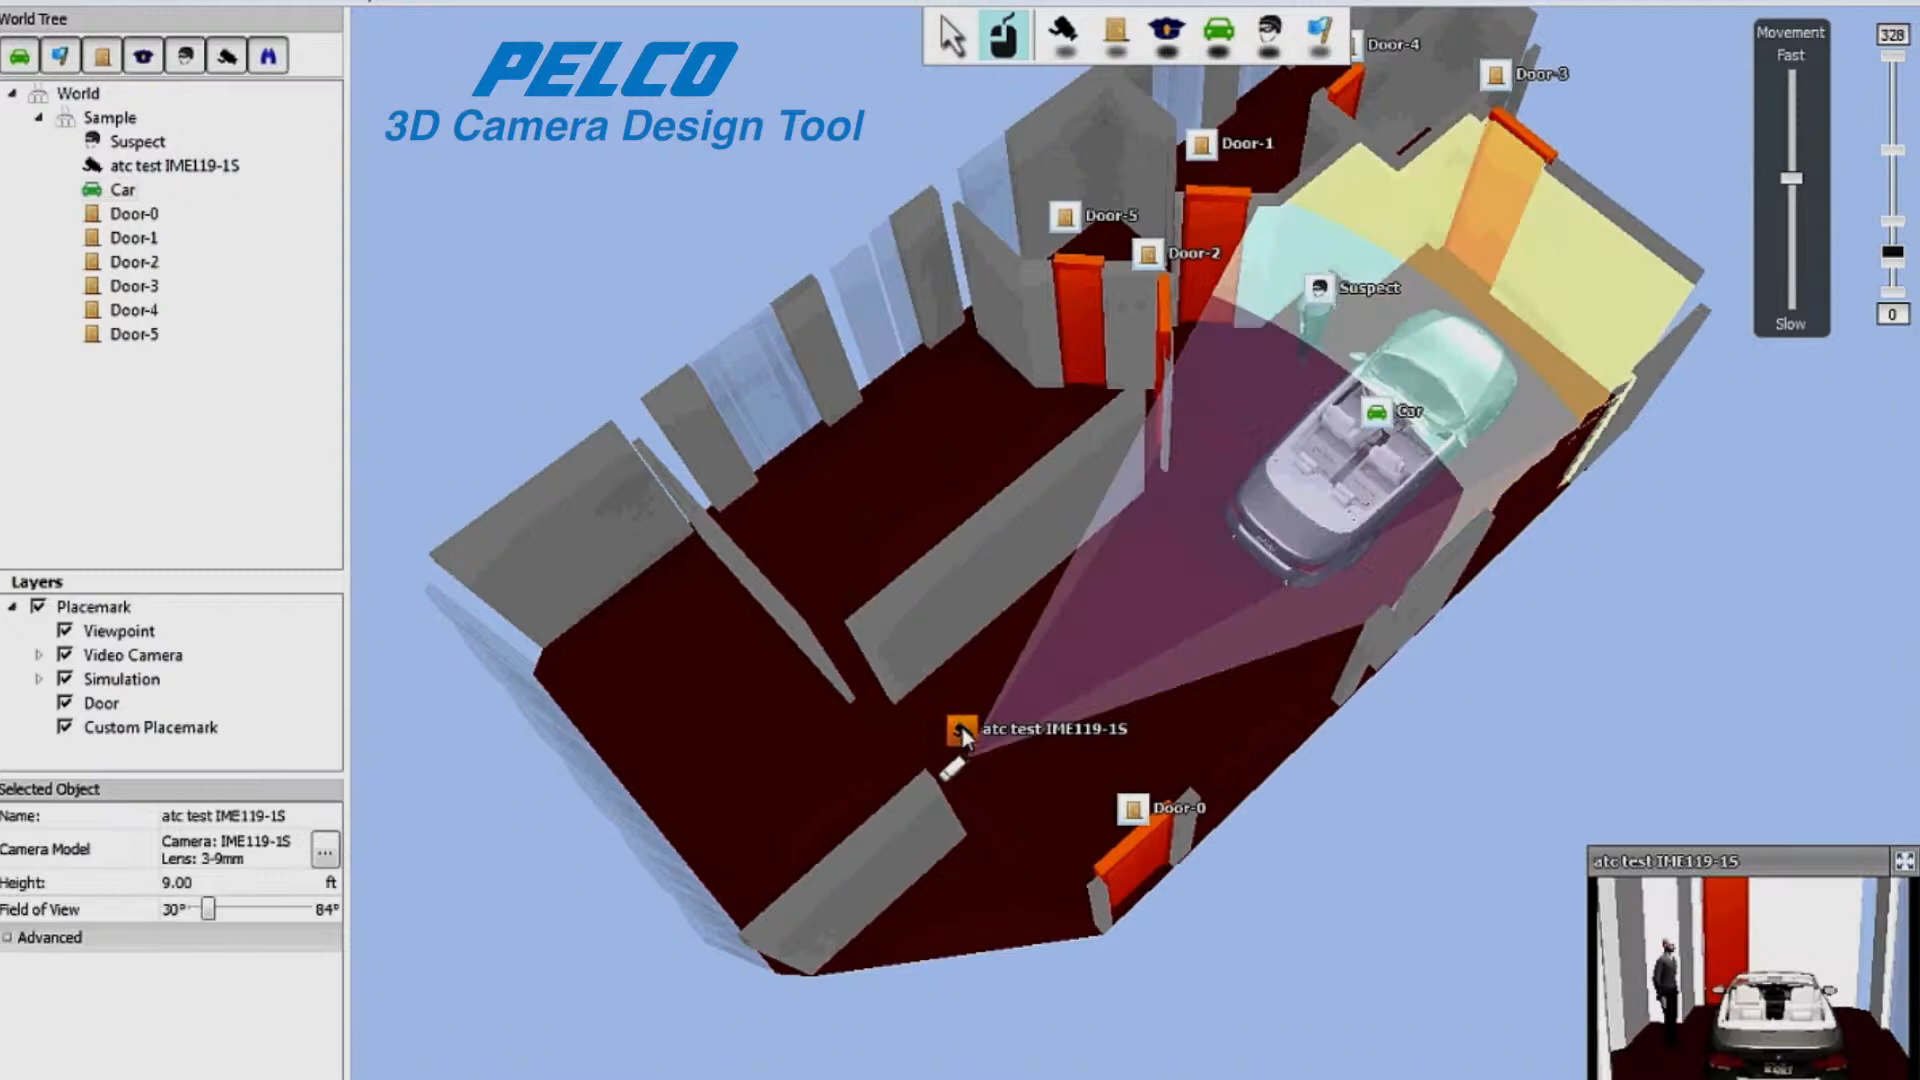 World Tree
World
Sample
Suspect
atc test IME119-1S
Car
Door-0
Door-1
Door-2
Door-3
Door-4
Door-5
Layers
Placemark
Viewpoint
Video Camera
Simulation
Door
Custom Placemark
Selected Object
Name: atc test IME119-1S
Camera Model Camera: IME119-1S
Lens: 3-9mm
...
Height: 9.00 ft
Field of View 30° 84°
Advanced
PELCO
3D Camera Design Tool
Door-4
Door-3
Door-1
Door-5
Door-2
Suspect
Car
atc test IME119-1S
Door-0
Movement
Fast
Slow
328
0
atc test IME119-1S